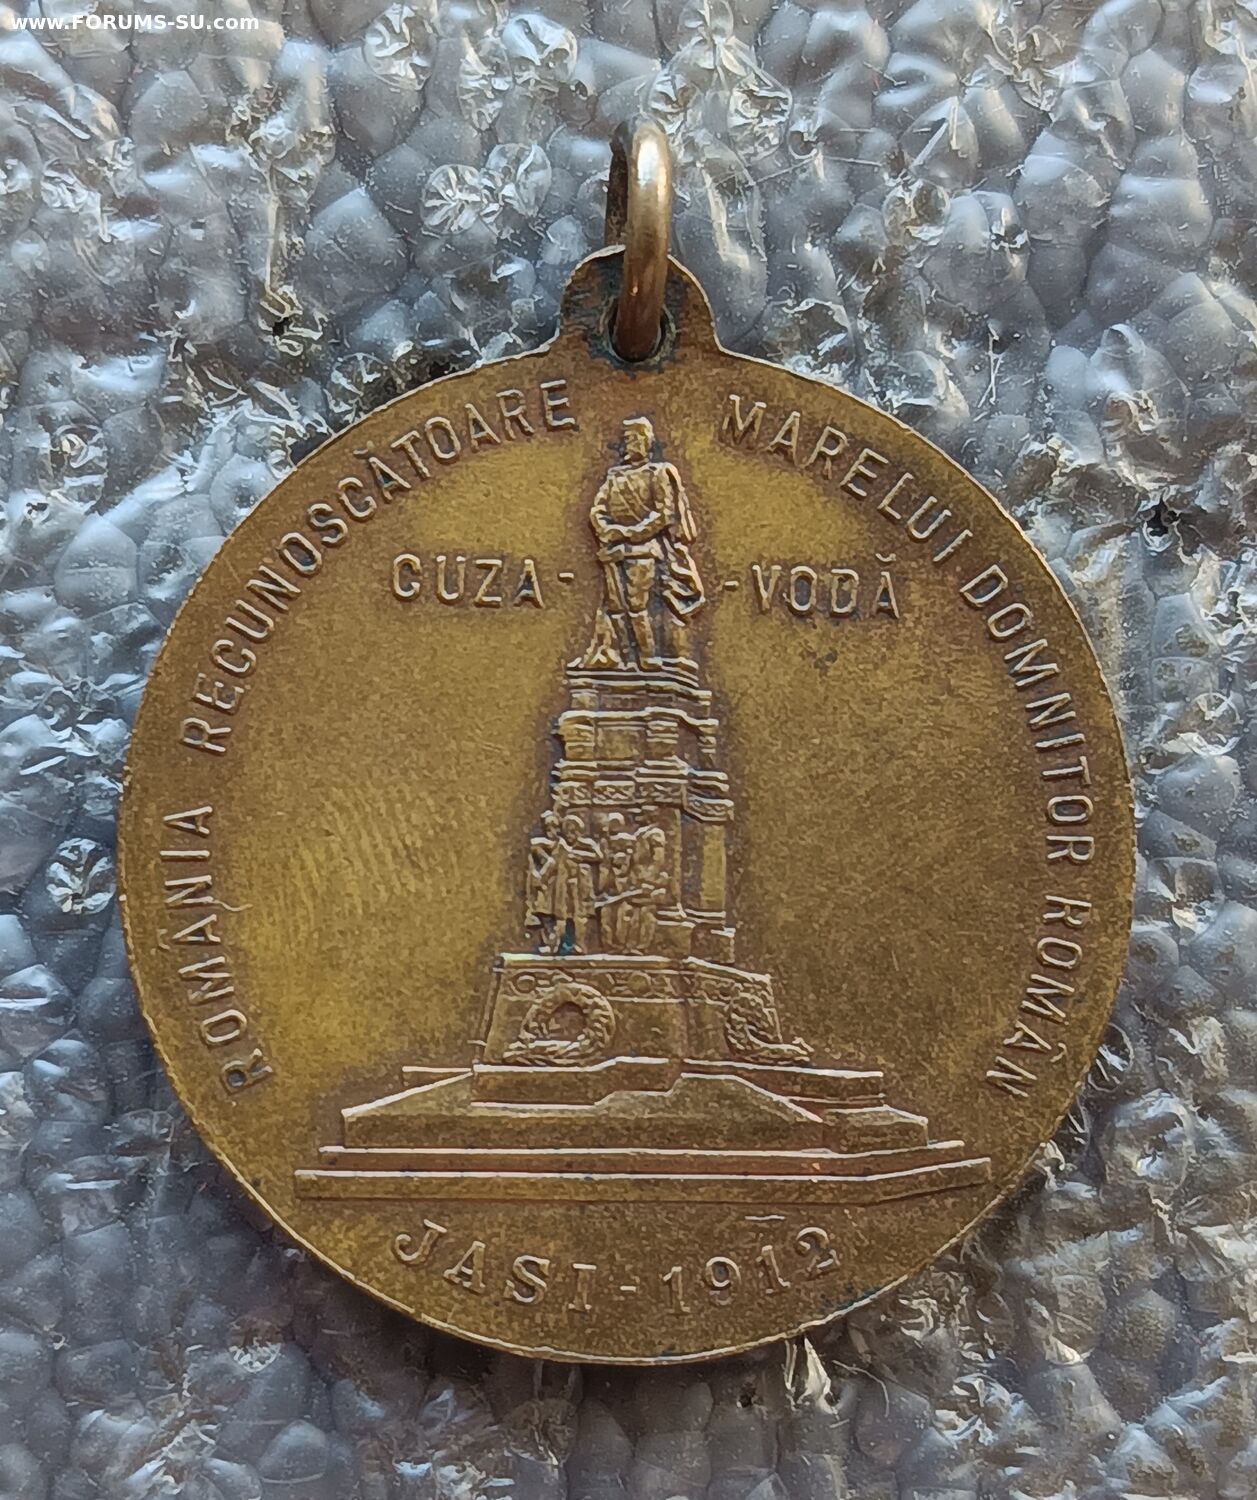 www.FORUMS-SU.com
ROMÂNIA RECUNOSCĂTOARE MARELUI DOMNITOR ROMÂN
CUZA - - VODĂ
JASI - 1912